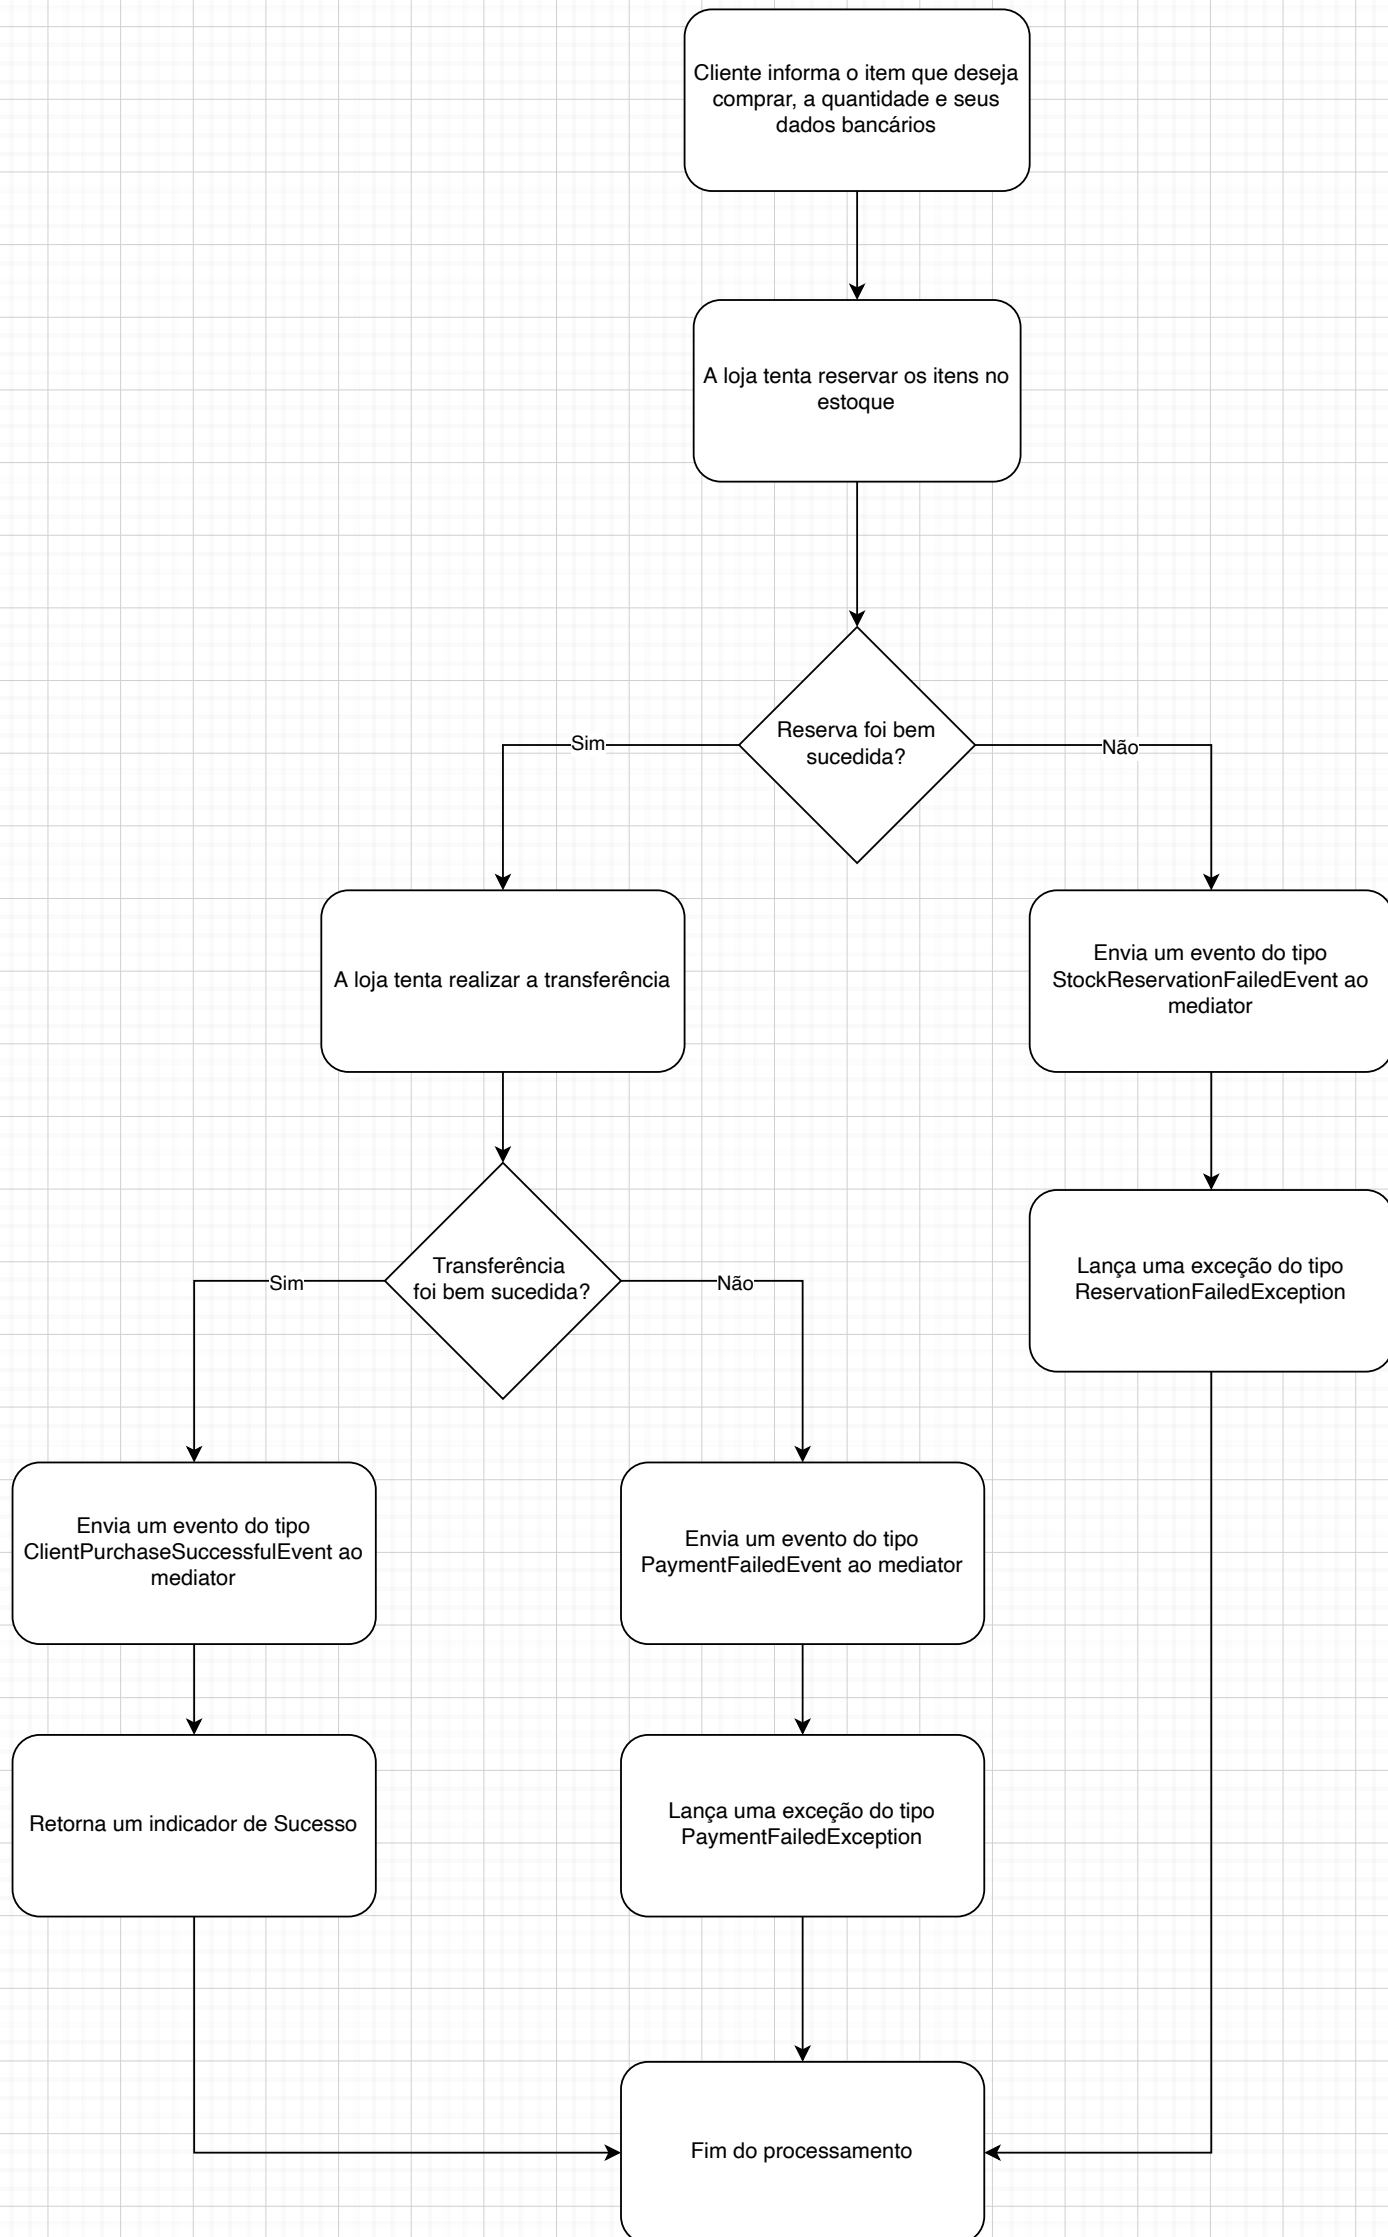 Cliente informa o item que deseja
comprar, a quantidade e seus
dados bancários
A loja tenta reservar os itens no
estoque
Reserva foi bem
sucedida?
Sim
Não
A loja tenta realizar a transferência
Envia um evento do tipo
StockReservationFailedEvent ao
mediator
Transferência
foi bem sucedida?
Sim
Não
Lança uma exceção do tipo
ReservationFailedException
Envia um evento do tipo
ClientPurchaseSuccessfulEvent ao
mediator
Envia um evento do tipo
PaymentFailedEvent ao mediator
Retorna um indicador de Sucesso
Lança uma exceção do tipo
PaymentFailedException
Fim do processamento